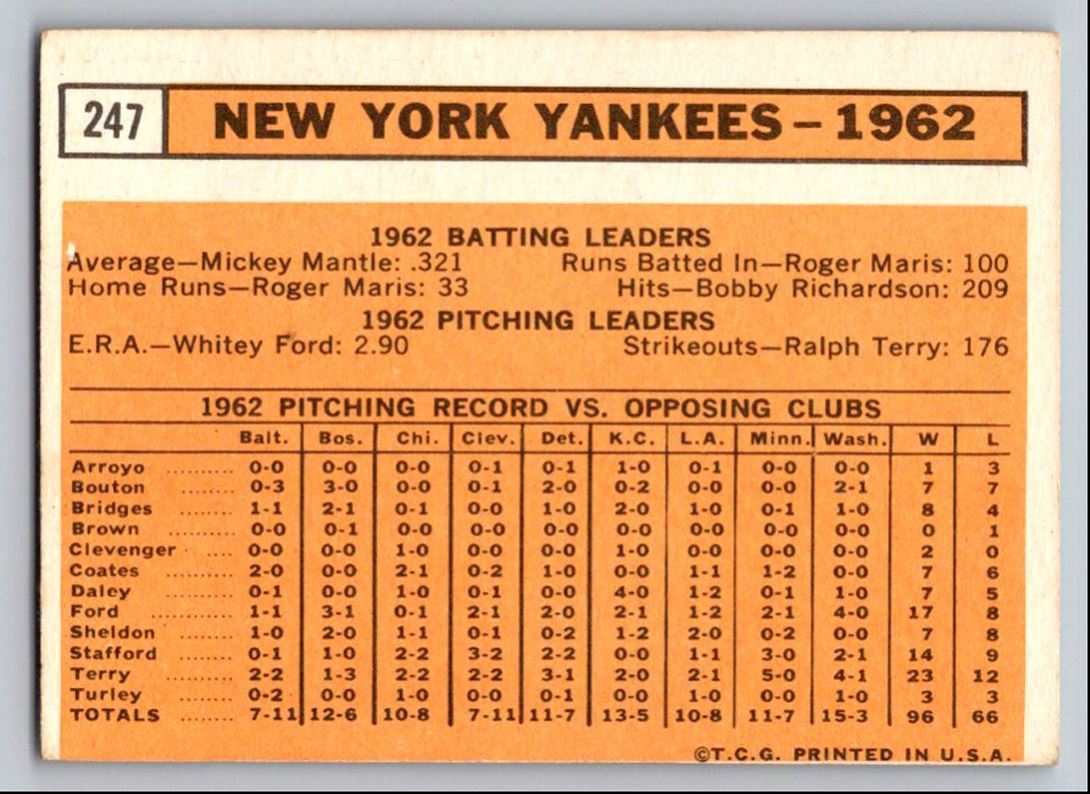 247 NEW YORK YANKEES – 1962
1962 BATTING LEADERS
Average—Mickey Mantle: .321 Runs Batted In—Roger Maris: 100
Home Runs—Roger Maris: 33 Hits—Bobby Richardson: 209
1962 PITCHING LEADERS
E.R.A.—Whitey Ford: 2.90 Strikeouts—Ralph Terry: 176
1962 PITCHING RECORD VS. OPPOSING CLUBS
Balt. Bos. Chi. Clev. Det. K.C. L.A. Minn. Wash. W L
Arroyo .......... 0-0 0-0 0-0 0-1 0-1 1-0 0-1 0-0 0-0 1 3
Bouton ........ 0-3 3-0 0-0 0-1 2-0 0-2 0-0 0-0 2-1 7 7
Bridges ........ 1-1 2-1 0-1 0-0 1-0 2-0 1-0 0-1 1-0 8 4
Brown .......... 0-0 0-1 0-0 0-0 0-0 0-0 0-0 0-0 0-0 0 1
Clevenger .... 0-0 0-0 1-0 0-0 0-0 1-0 0-0 0-0 0-0 2 0
Coates .......... 2-0 0-0 2-1 0-2 1-0 0-0 1-1 1-2 0-0 7 6
Daley .......... 0-1 0-0 1-0 0-1 0-0 4-0 1-2 0-1 1-0 7 5
Ford ............ 1-1 3-1 0-1 2-1 2-0 2-1 1-2 2-1 4-0 17 8
Sheldon ........ 1-0 2-0 1-1 0-1 0-2 1-2 2-0 0-2 0-0 7 8
Stafford ........ 0-1 1-0 2-2 3-2 2-2 0-0 1-1 3-0 2-1 14 9
Terry .......... 2-2 1-3 2-2 2-2 3-1 2-0 2-1 5-0 4-1 23 12
Turley .......... 0-2 0-0 1-0 0-0 0-1 0-0 1-0 0-0 1-0 3 3
TOTALS ........ 7-11 12-6 10-8 7-11 11-7 13-5 10-8 11-7 15-3 96 66
©T.C.G. PRINTED IN U.S.A.